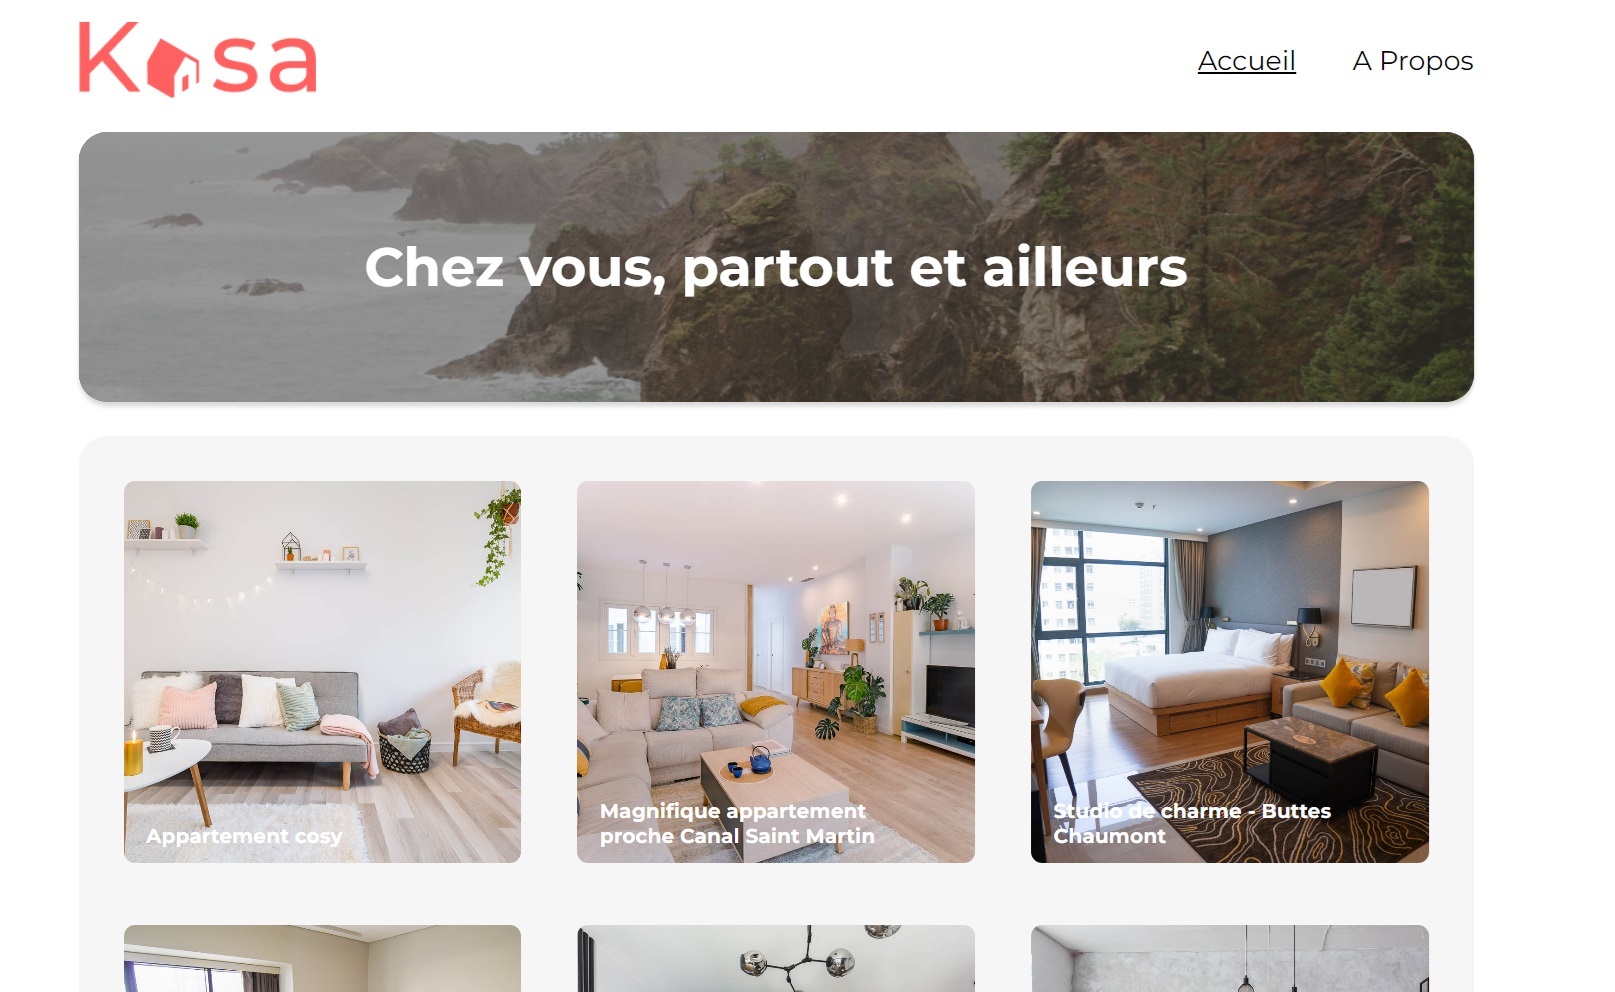 Kasa
Accueil
A Propos
Chez vous, partout et ailleurs
Appartement cosy
Magnifique appartement
proche Canal Saint Martin
Studio de charme - Buttes
Chaumont